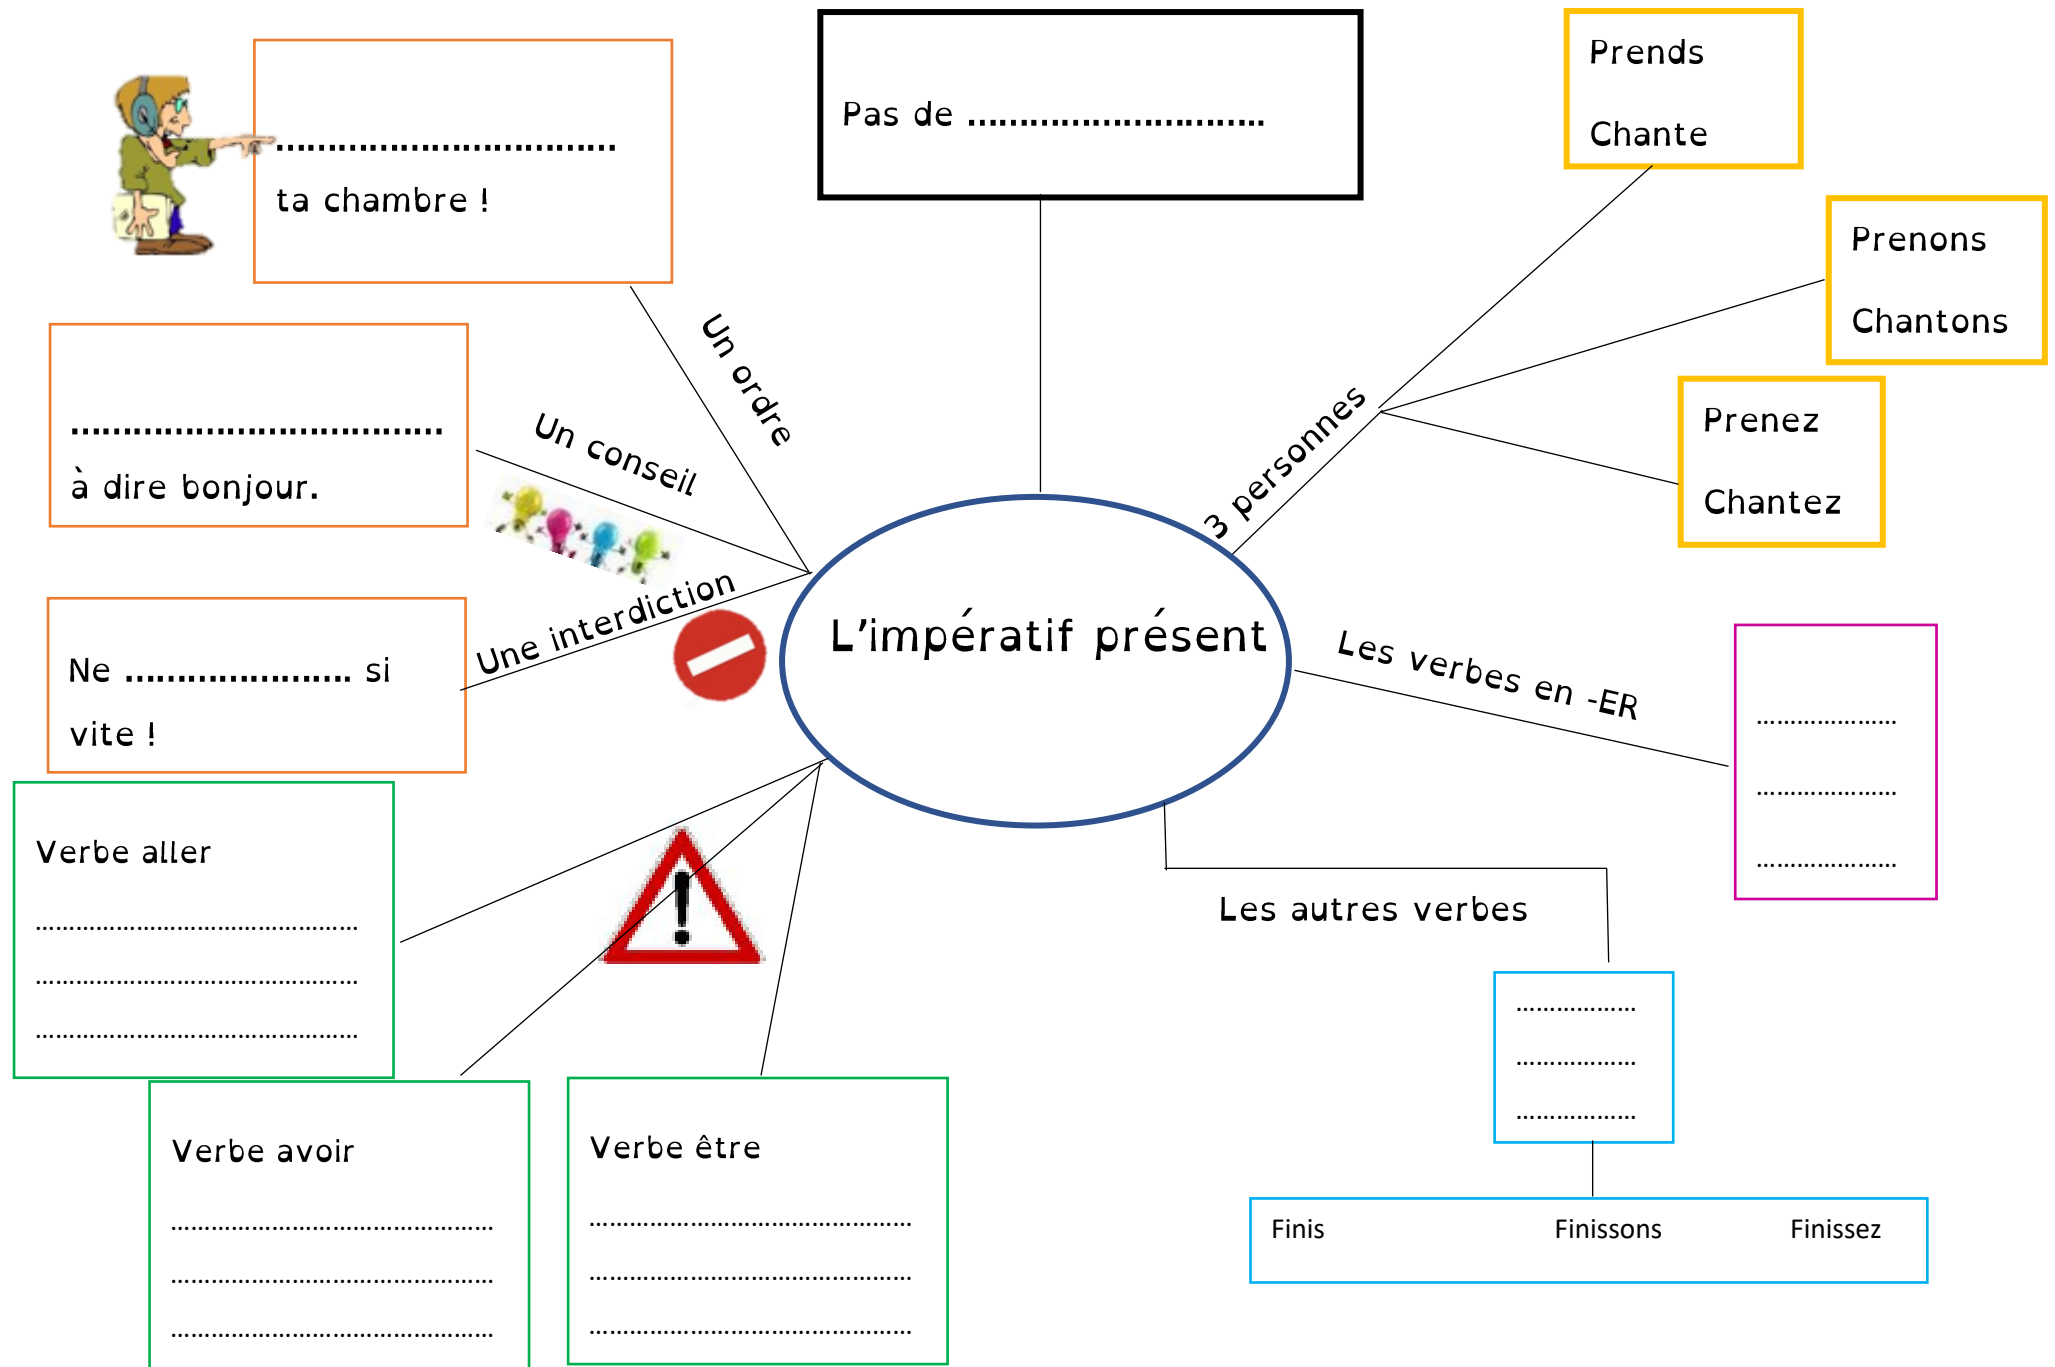 ………………………………
ta chambre !
Pas de …………………………
Prends
Chante
Prenons
Chantons
Prenez
Chantez
3 personnes
Un ordre
Un conseil
…………………………………
à dire bonjour.
Une interdiction
Ne ………………….. si
vite !
L’impératif présent
Les verbes en -ER
…………………
…………………
…………………
Les autres verbes
………………
………………
………………
Finis Finissons Finissez
Verbe aller
…………………………………………
…………………………………………
…………………………………………
Verbe avoir
…………………………………………
…………………………………………
…………………………………………
Verbe être
…………………………………………
…………………………………………
…………………………………………